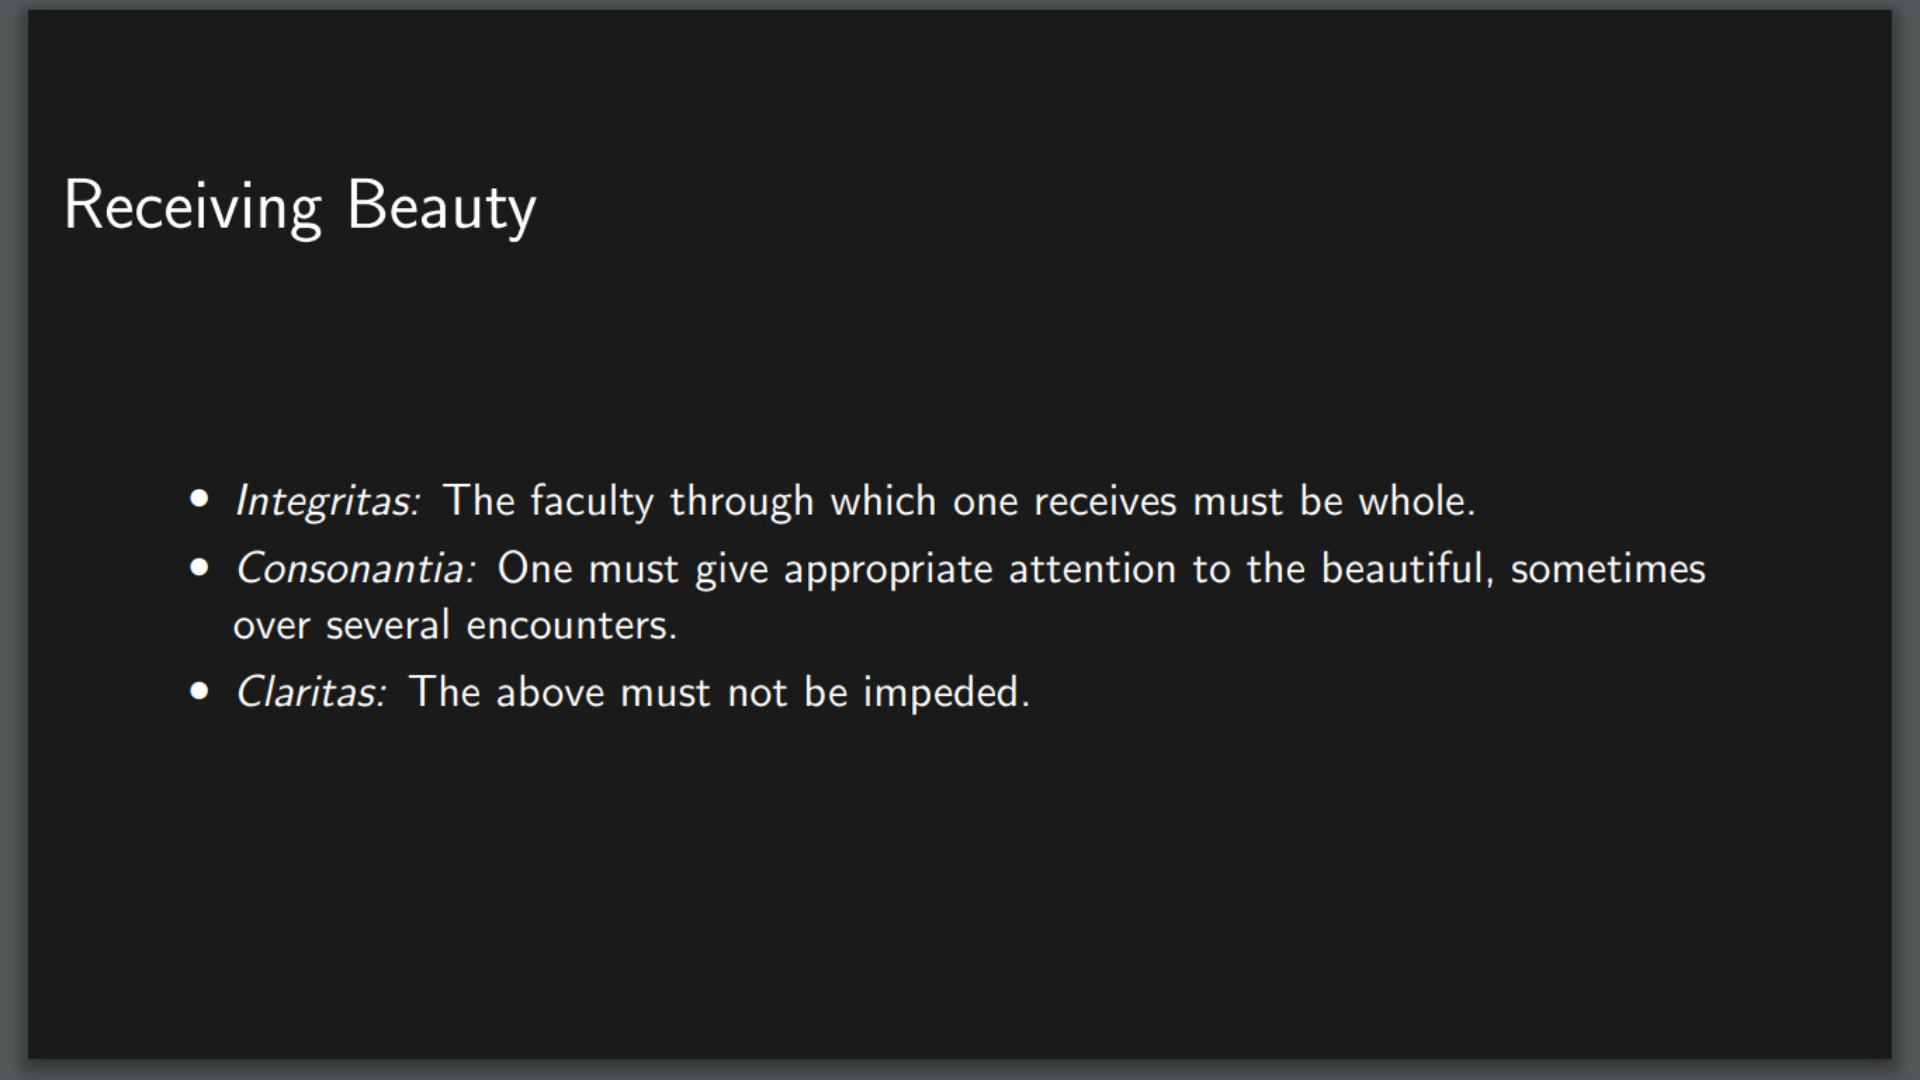 Receiving Beauty
• Integritas: The faculty through which one receives must be whole.
• Consonantia: One must give appropriate attention to the beautiful, sometimes
over several encounters.
• Claritas: The above must not be impeded.